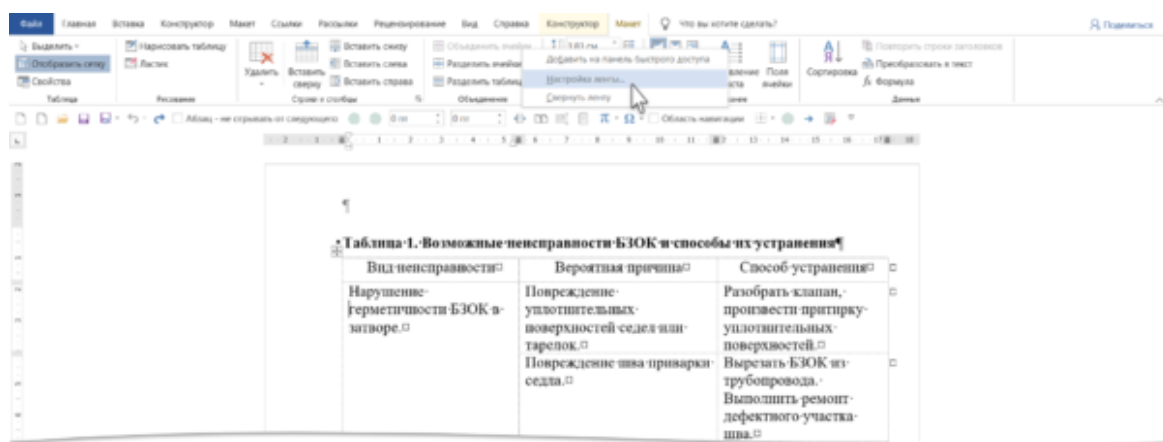 Файл Главная Вставка Конструктор Макет Ссылки Рассылки Рецензирование Вид Справка Конструктор Макет Что вы хотите сделать? Поделиться
Выделить
Отобразить сетку
Свойства
Таблица
Нарисовать таблицу
Ластик
Рисование
Удалить
Вставить сверху
Вставить снизу
Вставить слева
Вставить справа
Строки и столбцы
Объединить ячейки
Разделить ячейки
Разделить таблицу
Объединение
Добавить на панель быстрого доступа
Настройка ленты...
Свернуть ленту
Поля ячейки
Сортировка
Повторить строки заголовков
Преобразовать в текст
Формула
Данные
Абзац - не отрывать от следующего
Область навигации
Таблица 1. Возможные неисправности БЗОК и способы их устранения
Вид неисправности Вероятная причина Способ устранения
Нарушение
герметичности БЗОК в
затворе.
Повреждение
уплотнительных
поверхностей седел или
тарелок.
Разобрать клапан,
произвести притирку
уплотнительных
поверхностей.
Повреждение шва приварки
седла.
Вырезать БЗОК из
трубопровода.
Выполнить ремонт
дефектного участка
шва.